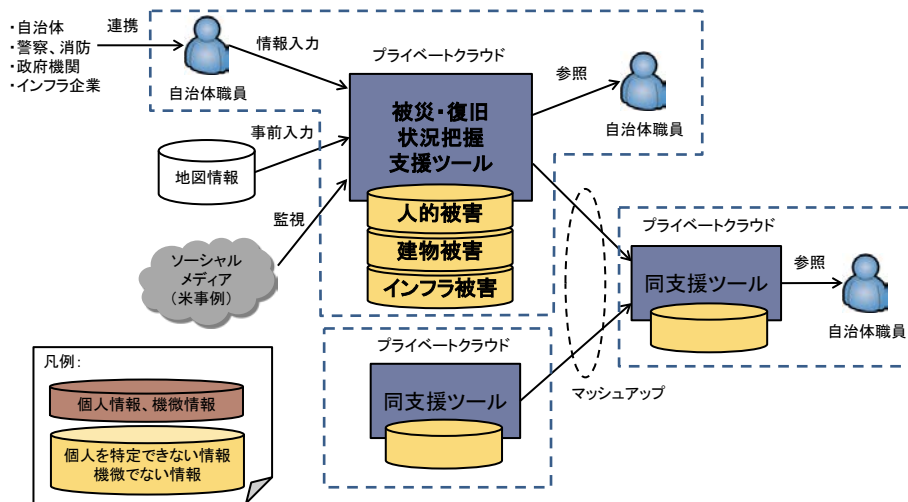 ・自治体
・警察、消防
・政府機関
・インフラ企業
連携
自治体職員
情報入力
プライベートクラウド
被災・復旧
状況把握
支援ツール
人的被害
建物被害
インフラ被害
参照
自治体職員
事前入力
地図情報
監視
ソーシャル
メディア
(米事例)
プライベートクラウド
同支援ツール
参照
自治体職員
プライベートクラウド
同支援ツール
マッシュアップ
凡例:
個人情報、機微情報
個人を特定できない情報
機微でない情報